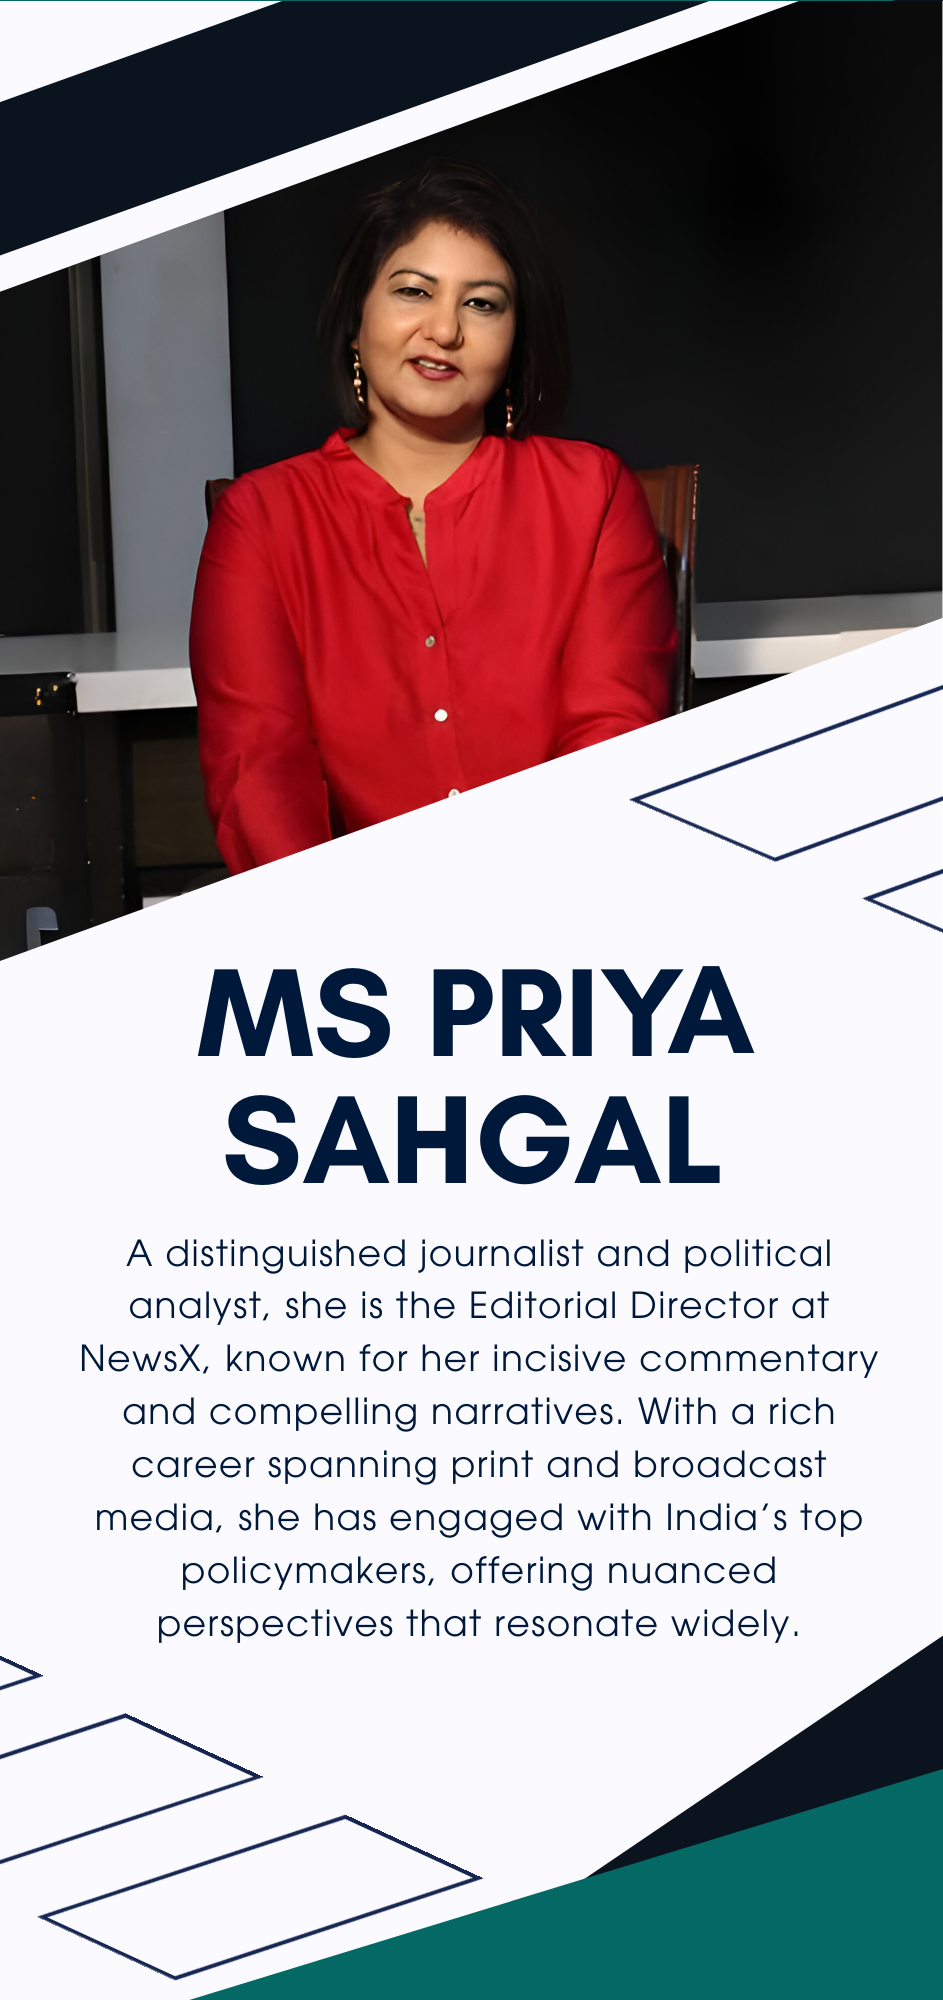 MS PRIYA
SAHGAL
A distinguished journalist and political
analyst, she is the Editorial Director at
NewsX, known for her incisive commentary
and compelling narratives. With a rich
career spanning print and broadcast
media, she has engaged with India’s top
policymakers, offering nuanced
perspectives that resonate widely.